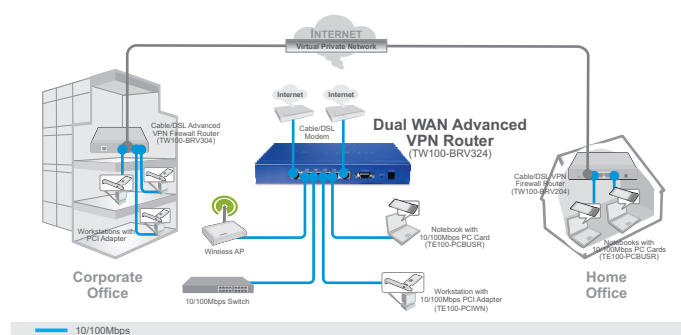 INTERNET
Virtual Private Network
Internet
Internet
Cable/DSL
Modem
Dual WAN Advanced
VPN Router
(TW100-BRV324)
Cable/DSL Advanced
VPN Firewall Router
(TW100-BRV304)
Workstations with
PCI Adapter
Corporate
Office
Wireless AP
10/100Mbps Switch
Notebook with
10/100Mbps PC Card
(TE100-PCBUSR)
Workstation with
10/100Mbps PCI Adapter
(TE100-PCIWN)
Cable/DSL VPN
Firewall Router
(TW100-BRV204)
Notebooks with
10/100Mbps PC Cards
(TE100-PCBUSR)
Home
Office
10/100Mbps